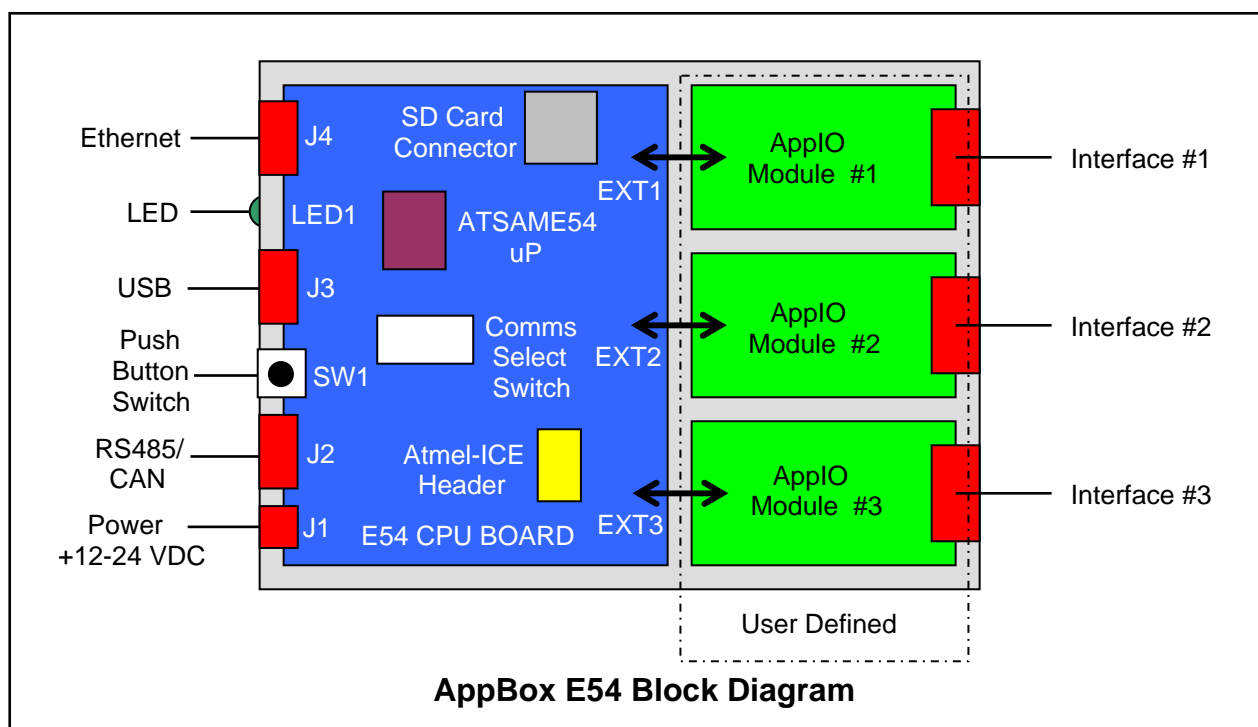 Ethernet
LED
USB
Push
Button
Switch
RS485/
CAN
Power
+12-24 VDC
J4
LED1
J3
SW1
J2
J1
SD Card
Connector
ATSAME54
uP
Comms
Select
Switch
Atmel-ICE
Header
E54 CPU BOARD
EXT1
EXT2
EXT3
AppIO
Module #1
AppIO
Module #2
AppIO
Module #3
Interface #1
Interface #2
Interface #3
User Defined
AppBox E54 Block Diagram